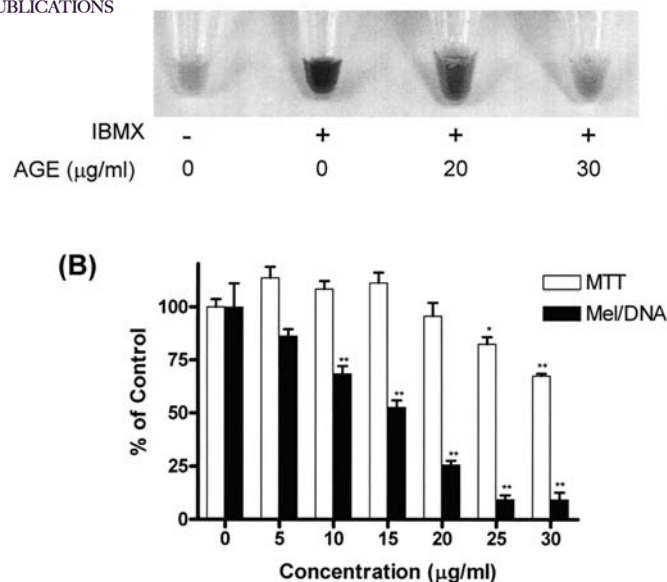 UBLICATIONS
IBMX - + + +
AGE (µg/ml) 0 0 20 30
(B)
MTT
Mel/DNA
% of Control
100
75
50
25
0
* ** ** ** ** ** ** **
0 5 10 15 20 25 30
Concentration (µg/ml)